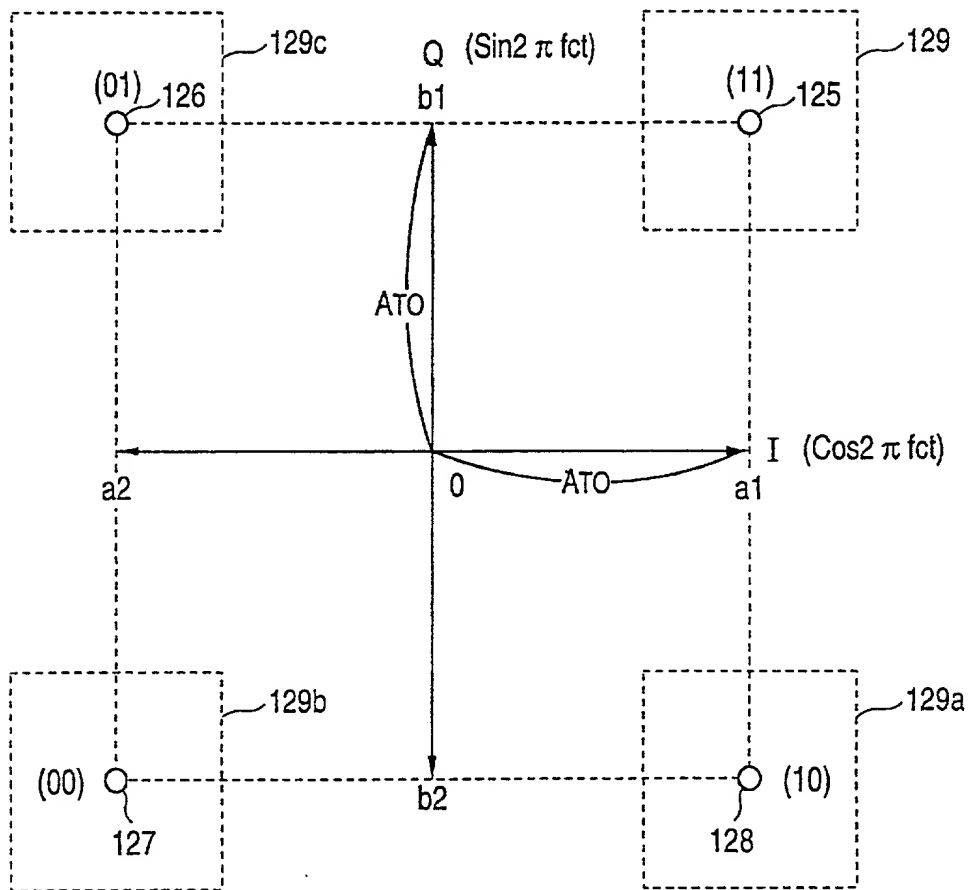 129c
Q (Sin2 π fct)
129
(01)
126
b1
(11)
125
ATO
I (Cos2 π fct)
a2
0
ATO
a1
129b
129a
(00)
b2
(10)
127
128